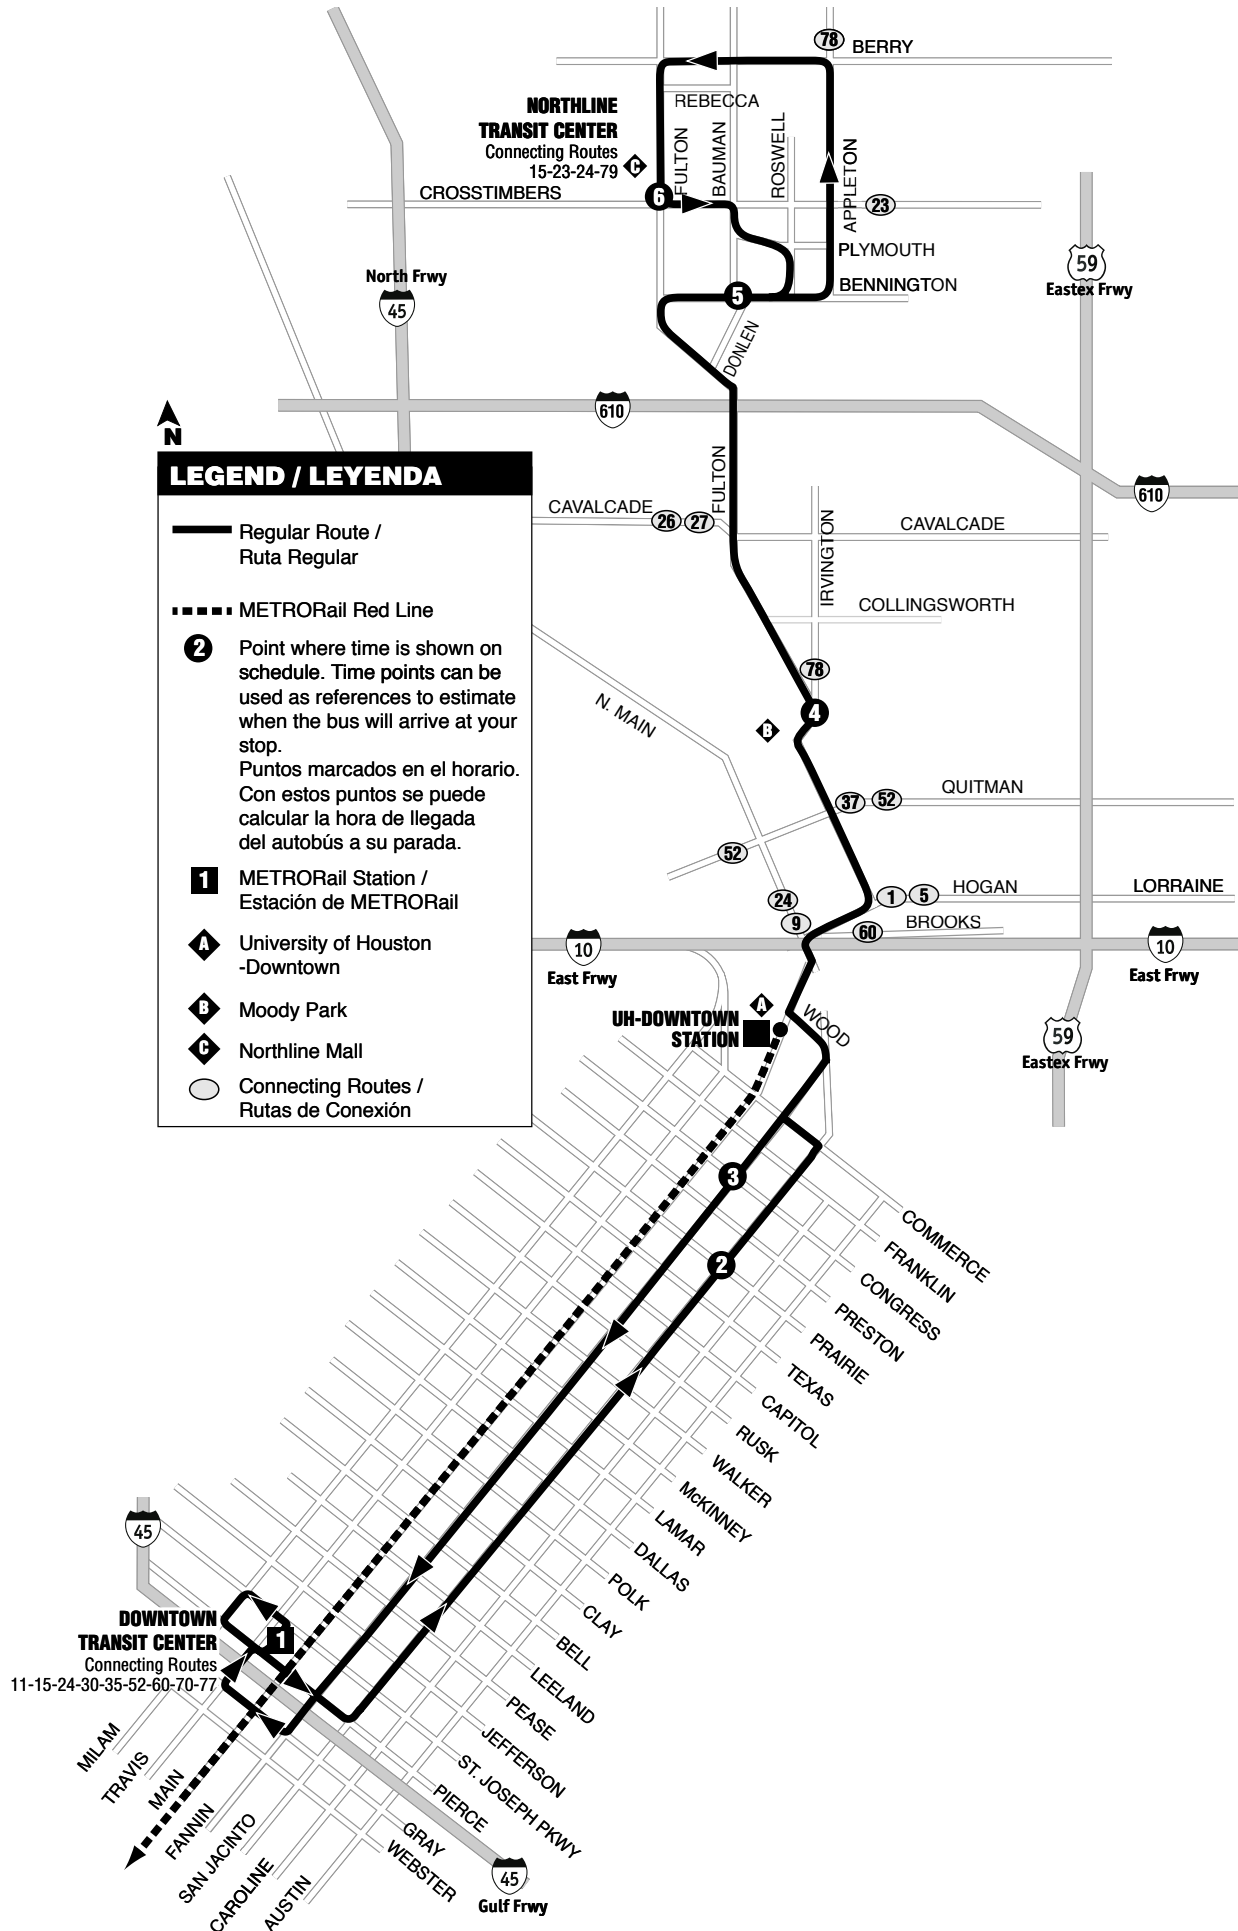 78
BERRY
REBECCA
NORTHLINE
TRANSIT CENTER
Connecting Routes
15-23-24-79
C
FULTON
BAUMAN
ROSWELL
APPLETON
CROSSTIMBERS
6
23
PLYMOUTH
59
Eastex Frwy
North Frwy
45
5
BENNINGTON
DONLEN
610
N
610
LEGEND / LEYENDA
Regular Route /
Ruta Regular
METRORail Red Line
2
Point where time is shown on
schedule. Time points can be
used as references to estimate
when the bus will arrive at your
stop.
Puntos marcados en el horario.
Con estos puntos se puede
calcular la hora de llegada
del autobús a su parada.
1
METRORail Station /
Estación de METRORail
A
University of Houston
-Downtown
B
Moody Park
C
Northline Mall
Connecting Routes /
Rutas de Conexión
FULTON
CAVALCADE
26
27
IRVINGTON
CAVALCADE
COLLINGSWORTH
78
N. MAIN
4
B
QUITMAN
37
52
52
24
9
1
5
HOGAN
LORRAINE
60
BROOKS
10
East Frwy
10
East Frwy
A
WOOD
UH-DOWNTOWN
STATION
59
Eastex Frwy
3
2
COMMERCE
FRANKLIN
CONGRESS
PRESTON
PRAIRIE
TEXAS
CAPITOL
RUSK
WALKER
McKINNEY
LAMAR
DALLAS
POLK
CLAY
BELL
LEELAND
PEASE
JEFFERSON
ST. JOSEPH PKWY
PIERCE
GRAY
WEBSTER
45
DOWNTOWN
TRANSIT CENTER
Connecting Routes
11-15-24-30-35-52-60-70-77
1
MILAM
TRAVIS
MAIN
FANNIN
SAN JACINTO
CAROLINE
AUSTIN
45
Gulf Frwy